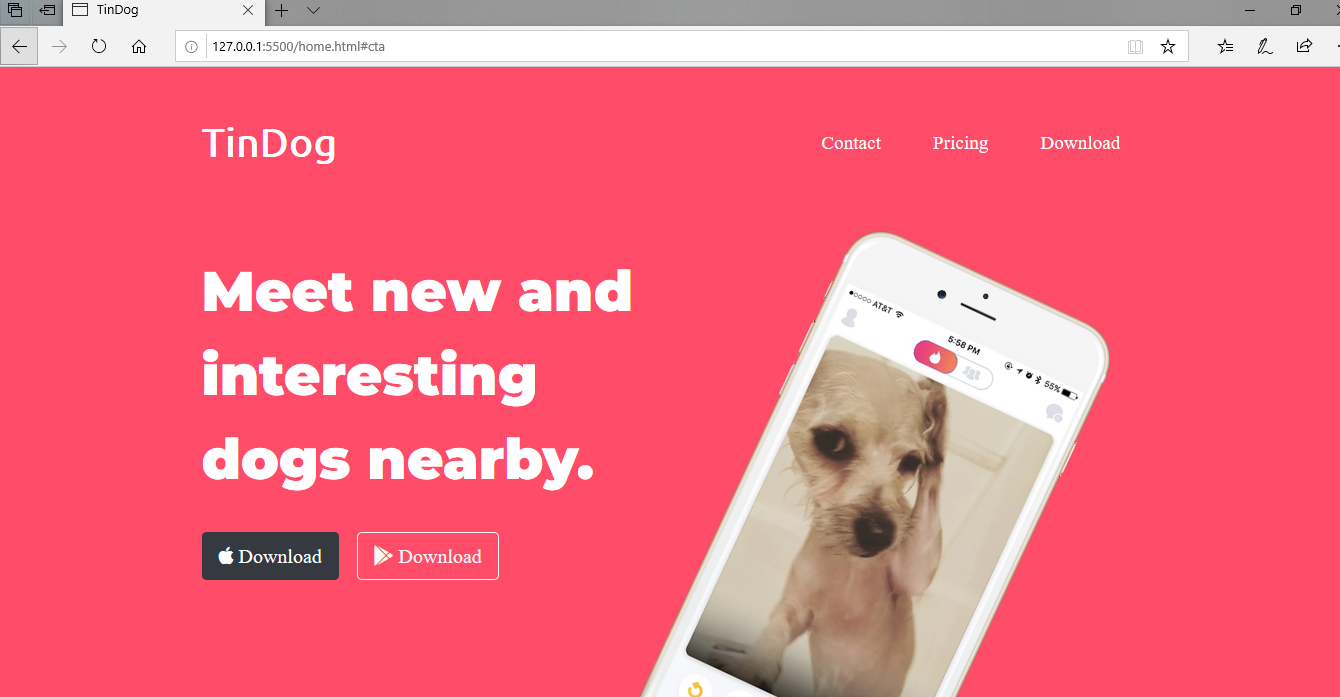 TinDog
127.0.0.1:5500/home.html#cta
TinDog
Contact Pricing Download
Meet new and
interesting
dogs nearby.
Download Download
AT&T
5:58 PM
55%